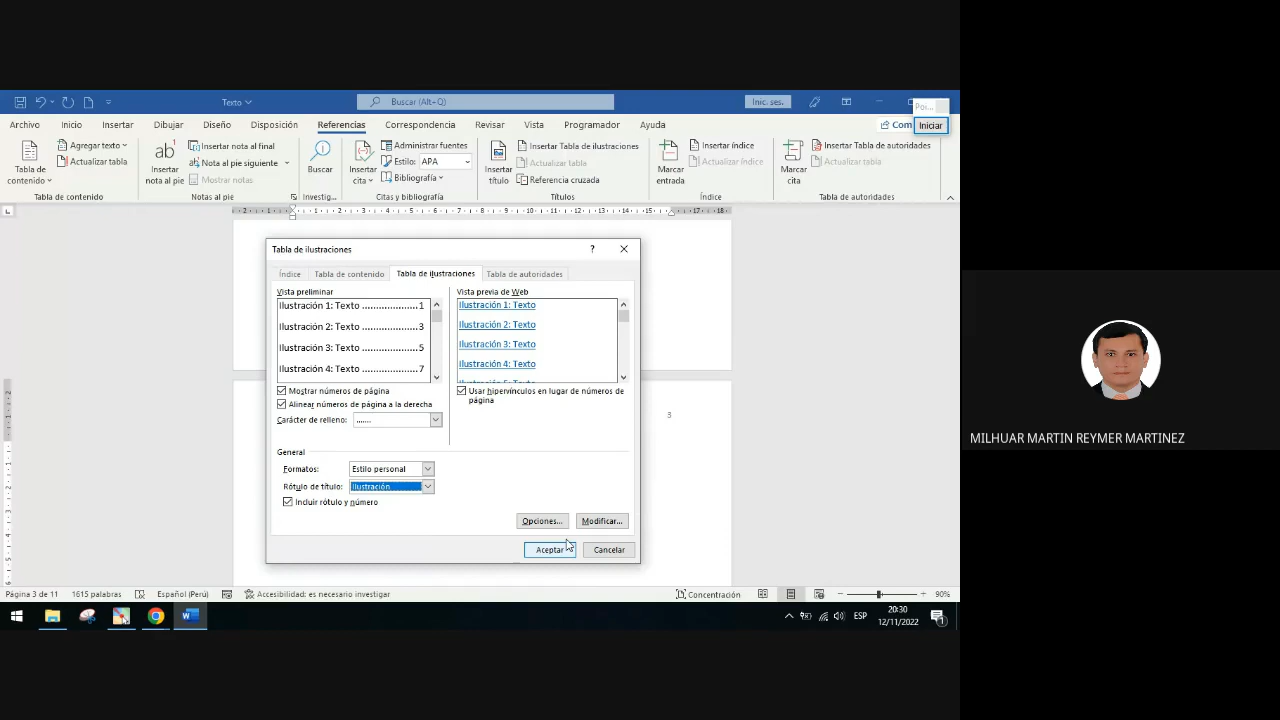 Texto
Buscar (Alt+Q)
Inic. ses.
Archivo Inicio Insertar Dibujar Diseño Disposición Referencias Correspondencia Revisar Vista Programador Ayuda
Com
Iniciar
Tabla de contenido
Agregar texto
Actualizar tabla
Tabla de contenido
Insertar nota al pie
Insertar nota al final
Nota al pie siguiente
Mostrar notas
Notas al pie
Buscar
Investig...
Insertar cita
Administrar fuentes
Estilo: APA
Bibliografía
Citas y bibliografía
Insertar título
Insertar Tabla de ilustraciones
Actualizar tabla
Referencia cruzada
Títulos
Marcar entrada
Insertar índice
Actualizar índice
Índice
Marcar cita
Insertar Tabla de autoridades
Actualizar tabla
Tabla de autoridades
Tabla de ilustraciones
Índice Tabla de contenido Tabla de ilustraciones Tabla de autoridades
Vista preliminar
Ilustración 1: Texto ....................1
Ilustración 2: Texto ....................3
Ilustración 3: Texto ....................5
Ilustración 4: Texto ....................7
Mostrar números de página
Alinear números de página a la derecha
Carácter de relleno: .......
Vista previa de Web
Ilustración 1: Texto
Ilustración 2: Texto
Ilustración 3: Texto
Ilustración 4: Texto
Usar hipervínculos en lugar de números de
página
General
Formatos: Estilo personal
Rótulo de título: Ilustración
Incluir rótulo y número
Opciones... Modificar...
Aceptar Cancelar
3
Página 3 de 11 1615 palabras Español (Perú) Accesibilidad: es necesario investigar Concentración 90%
ESP
20:30
12/11/2022
MILHUAR MARTIN REYMER MARTINEZ